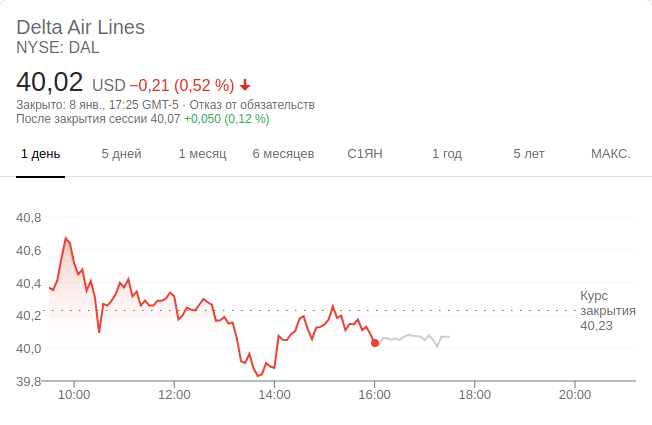 Delta Air Lines
NYSE: DAL
40,02 USD −0,21 (0,52 %)
Закрыто: 8 янв., 17:25 GMT-5 · Отказ от обязательств
После закрытия сессии 40,07 +0,050 (0,12 %)
1 день 5 дней 1 месяц 6 месяцев С1ЯН 1 год 5 лет МАКС.
40,8
40,6
40,4
40,2
40,0
39,8
Курс
закрытия
40,23
10:00 12:00 14:00 16:00 18:00 20:00